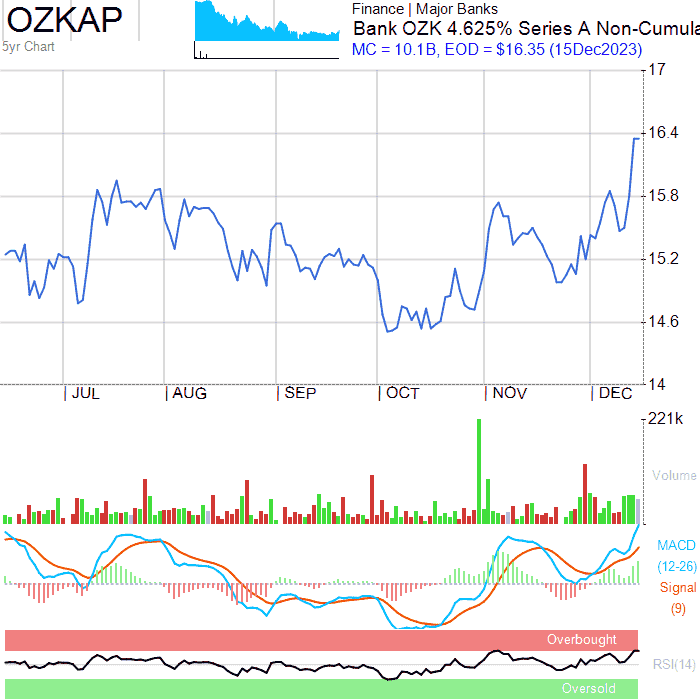 OZKAP
5yr Chart
Finance | Major Banks
Bank OZK 4.625% Series A Non-Cumula
MC = 10.1B, EOD = $16.35 (15Dec2023)
17
16.4
15.8
15.2
14.6
14
JUL AUG SEP OCT NOV DEC
221k
Volume
MACD
(12-26)
Signal
(9)
Overbought
RSI(14)
Oversold